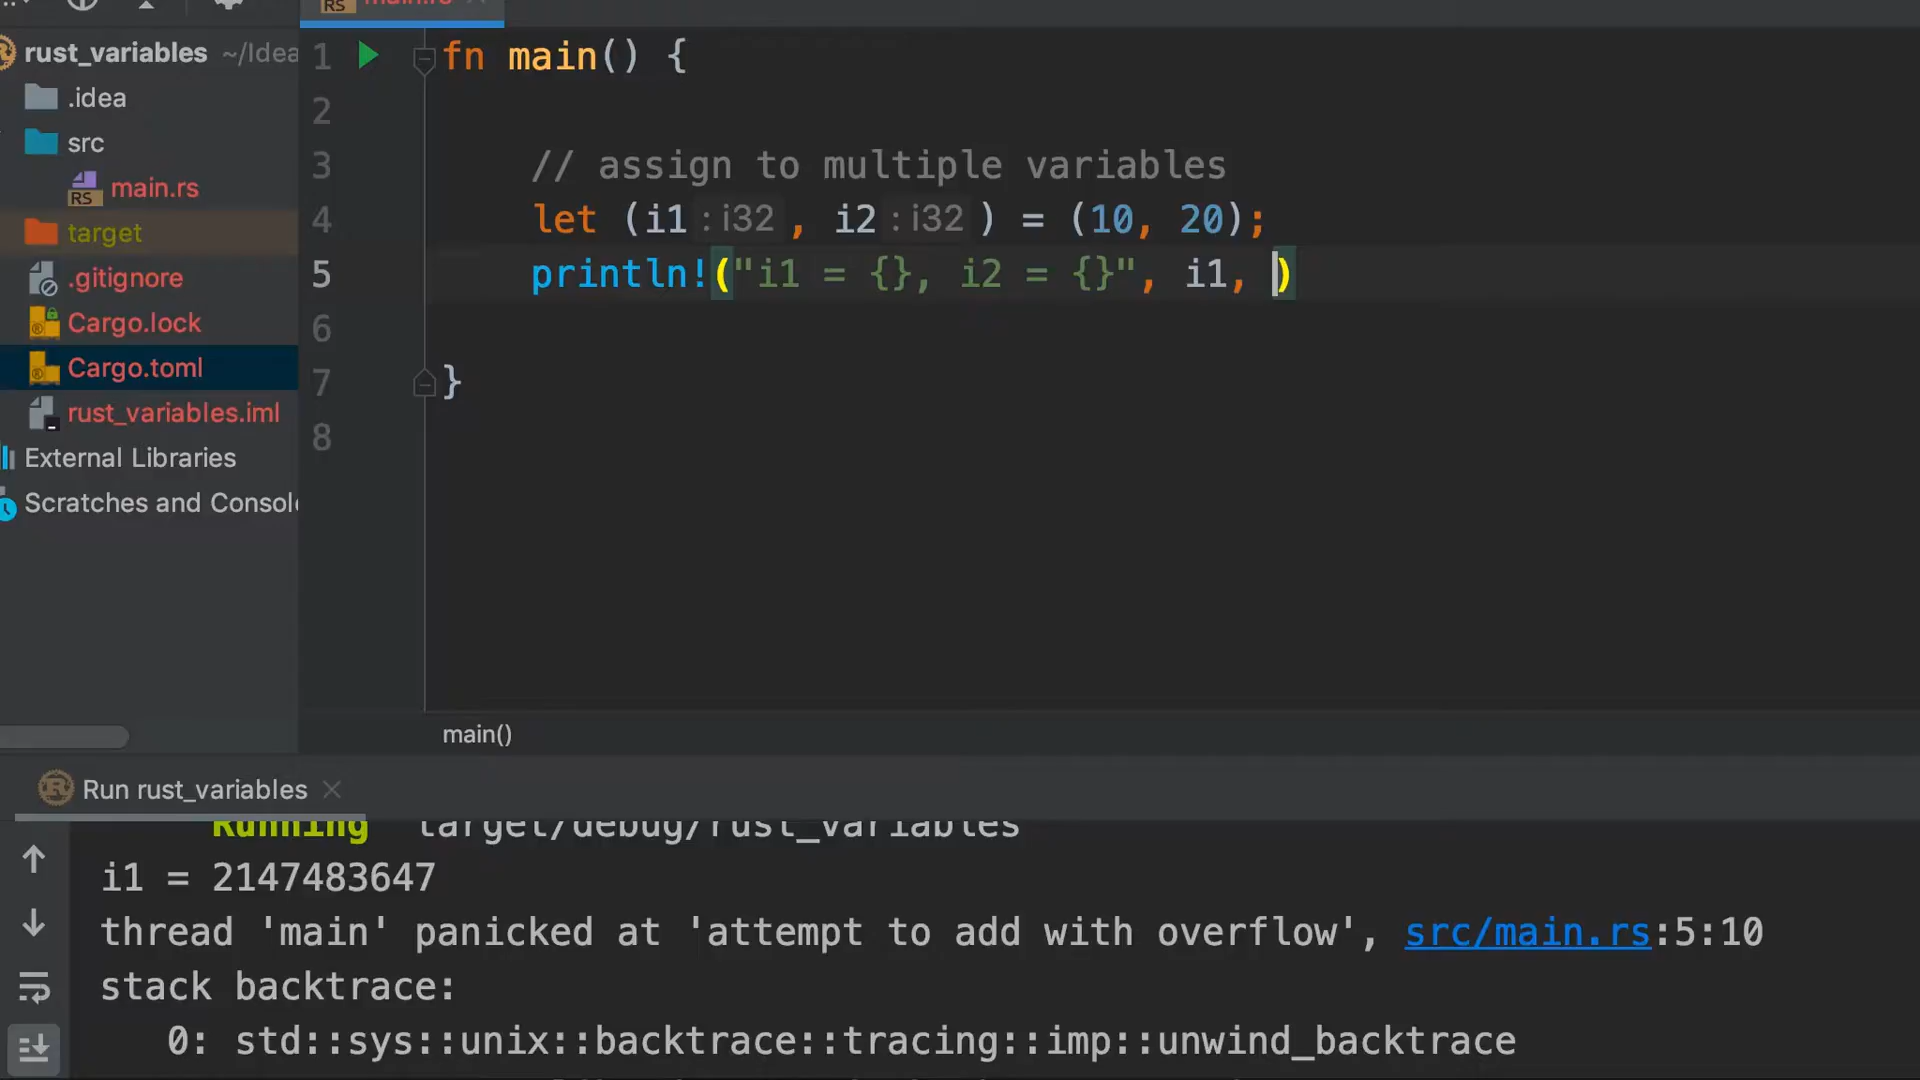 main.rs
rust_variables ~/Idea
.idea
src
RS main.rs
target
.gitignore
Cargo.lock
Cargo.toml
rust_variables.iml
External Libraries
Scratches and Consol
1 fn main() {
2
3 // assign to multiple variables
4 let (i1 : i32 , i2 : i32 ) = (10, 20);
5 println!("i1 = {}, i2 = {}", i1, )
6
7 }
8
main()
Run rust_variables
Running target/debug/rust_variables
i1 = 2147483647
thread 'main' panicked at 'attempt to add with overflow', src/main.rs:5:10
stack backtrace:
0: std::sys::unix::backtrace::tracing::imp::unwind_backtrace